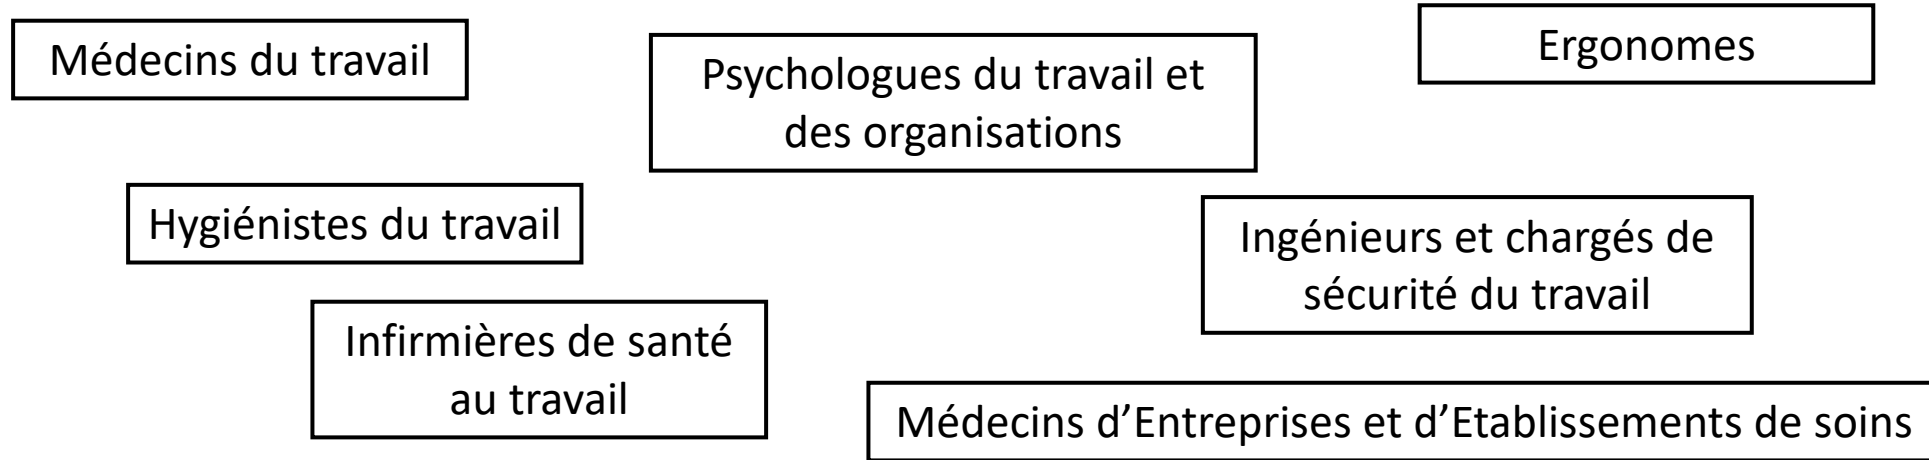 Médecins du travail
Psychologues du travail et
des organisations
Ergonomes
Hygiénistes du travail
Ingénieurs et chargés de
sécurité du travail
Infirmières de santé
au travail
Médecins d’Entreprises et d’Etablissements de soins